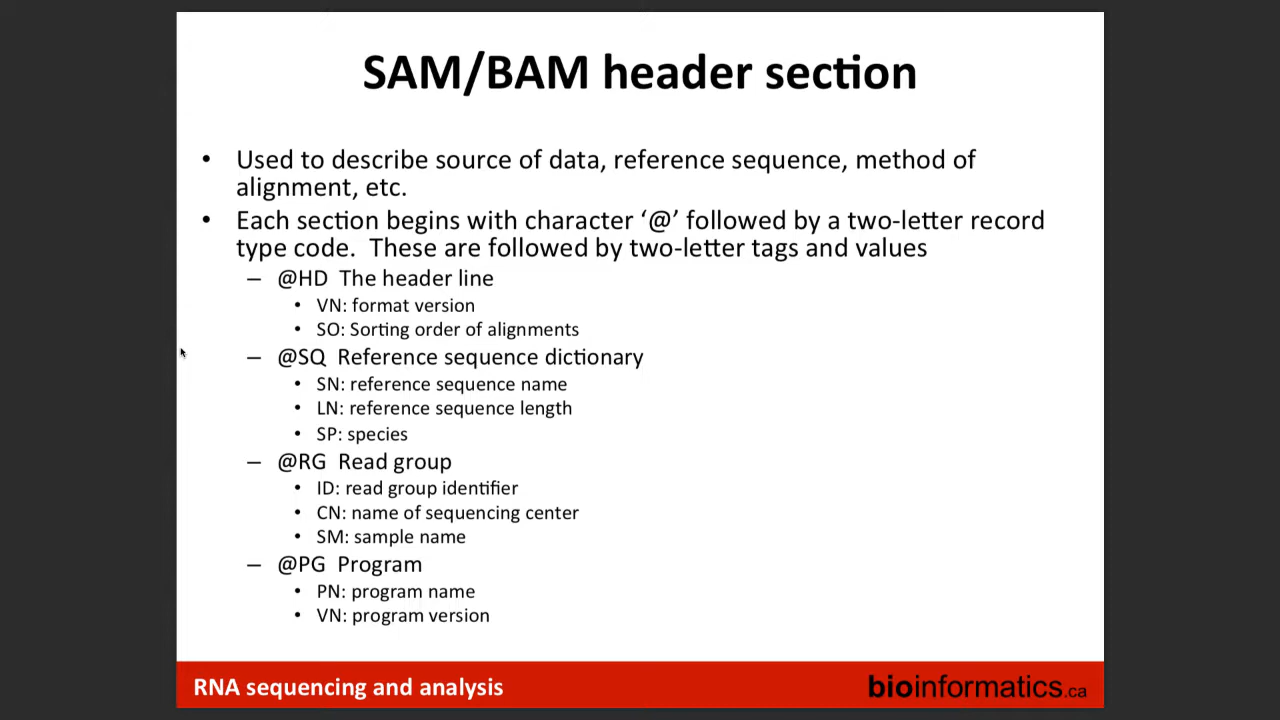 SAM/BAM header section
• Used to describe source of data, reference sequence, method of
alignment, etc.
• Each section begins with character ‘@’ followed by a two-letter record
type code.  These are followed by two-letter tags and values
– @HD  The header line
• VN: format version
• SO: Sorting order of alignments
– @SQ  Reference sequence dictionary
• SN: reference sequence name
• LN: reference sequence length
• SP: species
– @RG  Read group
• ID: read group identifier
• CN: name of sequencing center
• SM: sample name
– @PG  Program
• PN: program name
• VN: program version
RNA sequencing and analysis
bioinformatics.ca